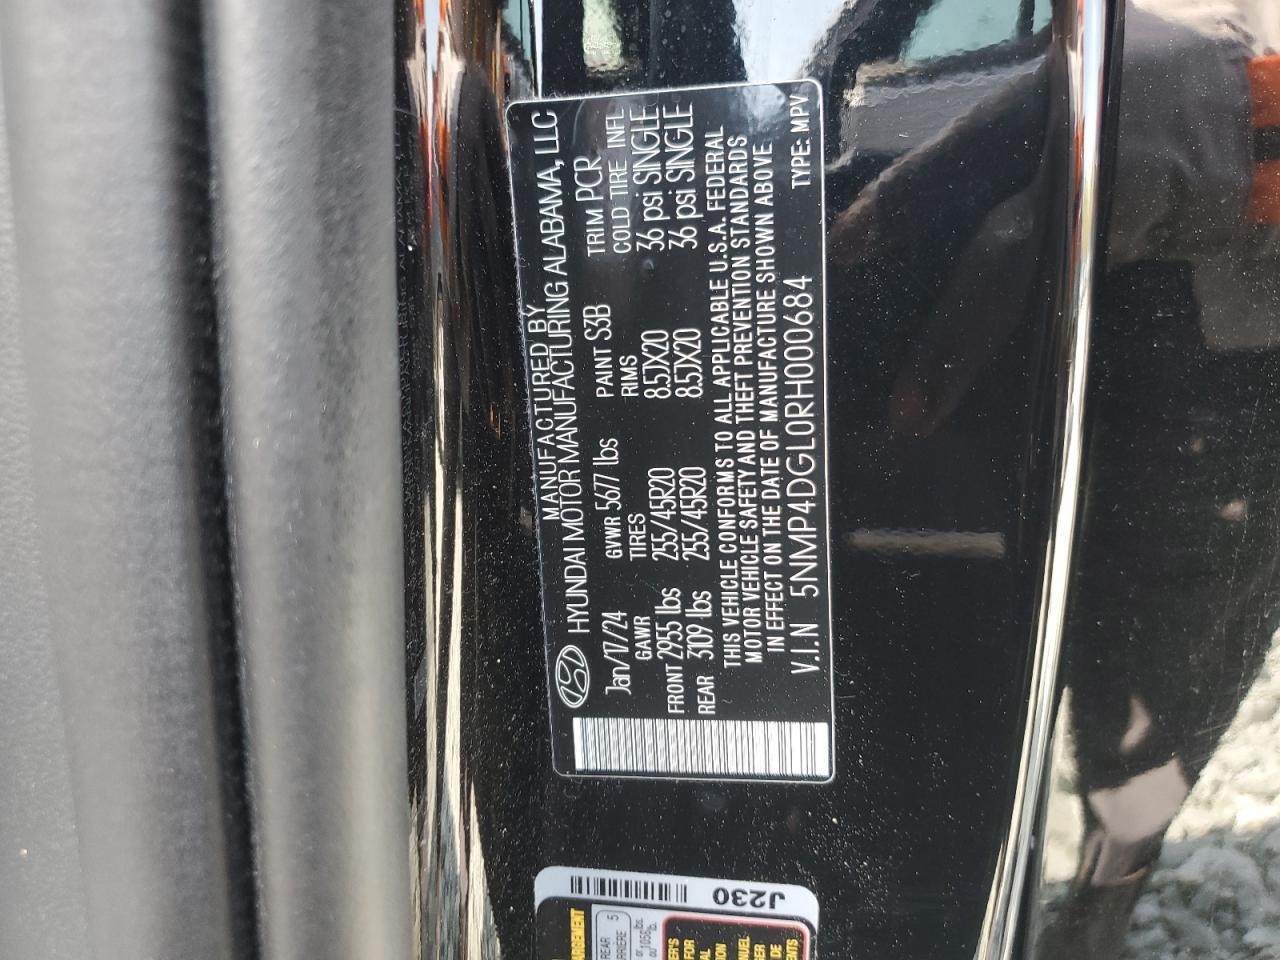 MANUFACTURED BY
HYUNDAI MOTOR MANUFACTURING ALABAMA, LLC
Jan/17/24 GVWR 5677 lbs PAINT S3B TRIM PCR
GAWR TIRES RIMS COLD TIRE INFL
FRONT 2955 lbs 255/45R20 8.5JX20 36 psi SINGLE
REAR 3109 lbs 255/45R20 8.5JX20 36 psi SINGLE
THIS VEHICLE CONFORMS TO ALL APPLICABLE U.S.A. FEDERAL
MOTOR VEHICLE SAFETY AND THEFT PREVENTION STANDARDS
IN EFFECT ON THE DATE OF MANUFACTURE SHOWN ABOVE
V.I.N 5NMP4DGL0RH000684 TYPE: MPV
J230
REAR 5